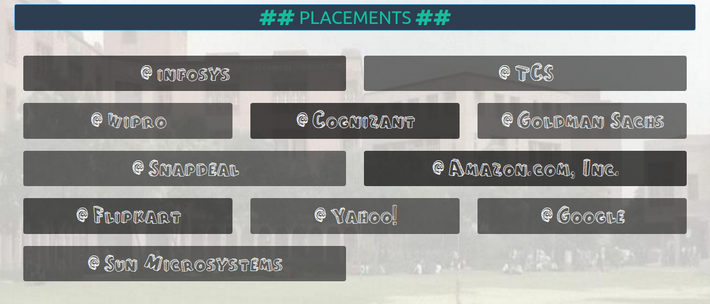 ## PLACEMENTS ##
@ infosys @ TCS
@ Wipro @ Cognizant @ Goldman Sachs
@ Snapdeal @ Amazon.com, Inc.
@ Flipkart @ Yahoo! @ Google
@ Sun Microsystems